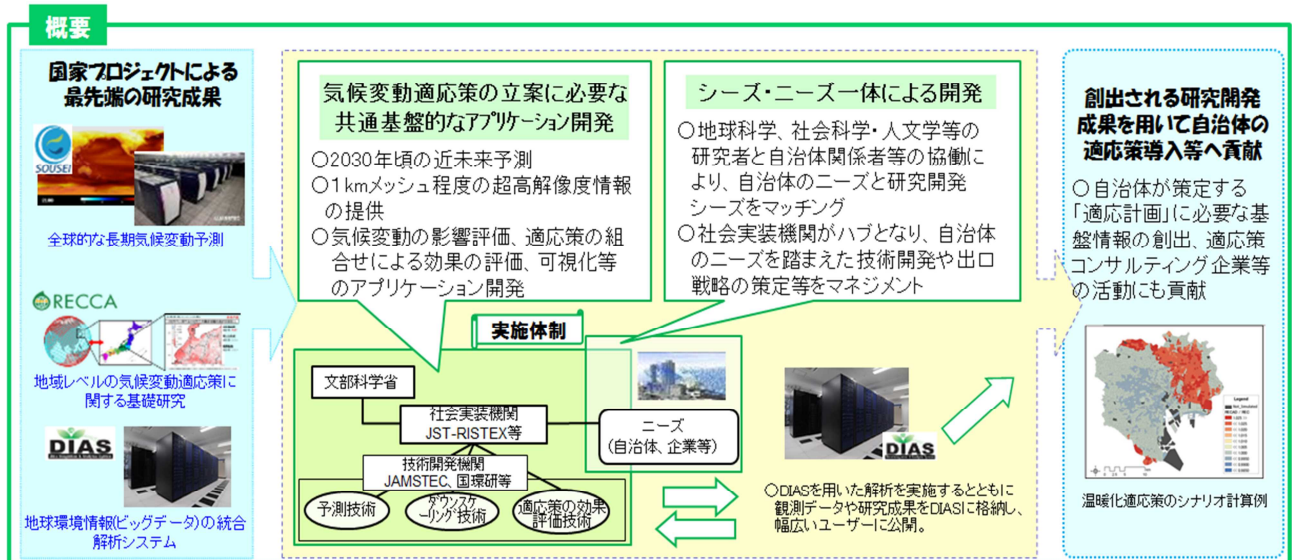 概要
国家プロジェクトによる
最先端の研究成果
SOUSEI
全球的な長期気候変動予測
RECCA
地域レベルの気候変動適応策に
関する基礎研究
DIAS
地球環境情報(ビッグデータ)の統合
解析システム
気候変動適応策の立案に必要な
共通基盤的なアプリケーション開発
○2030年頃の近未来予測
○1kmメッシュ程度の超高解像度情報
の提供
○気候変動の影響評価、適応策の組
合せによる効果の評価、可視化等
のアプリケーション開発
シーズ・ニーズ一体による開発
○地球科学、社会科学・人文学等の
研究者と自治体関係者等の協働に
より、自治体のニーズと研究開発
シーズをマッチング
○社会実装機関がハブとなり、自治体
のニーズを踏まえた技術開発や出口
戦略の策定等をマネジメント
実施体制
文部科学省
社会実装機関
JST-RISTEX等
ニーズ
(自治体、企業等)
技術開発機関
JAMSTEC、国環研等
予測技術
ダウンスケ
ーリング技術
適応策の効果
評価技術
DIAS
○DIASを用いた解析を実施するとともに
観測データや研究成果をDIASに格納し、
幅広いユーザーに公開。
創出される研究開発
成果を用いて自治体の
適応策導入等へ貢献
○自治体が策定する
「適応計画」に必要な基
盤情報の創出、適応策
コンサルティング企業等
の活動にも貢献
Legend
温暖化適応策のシナリオ計算例